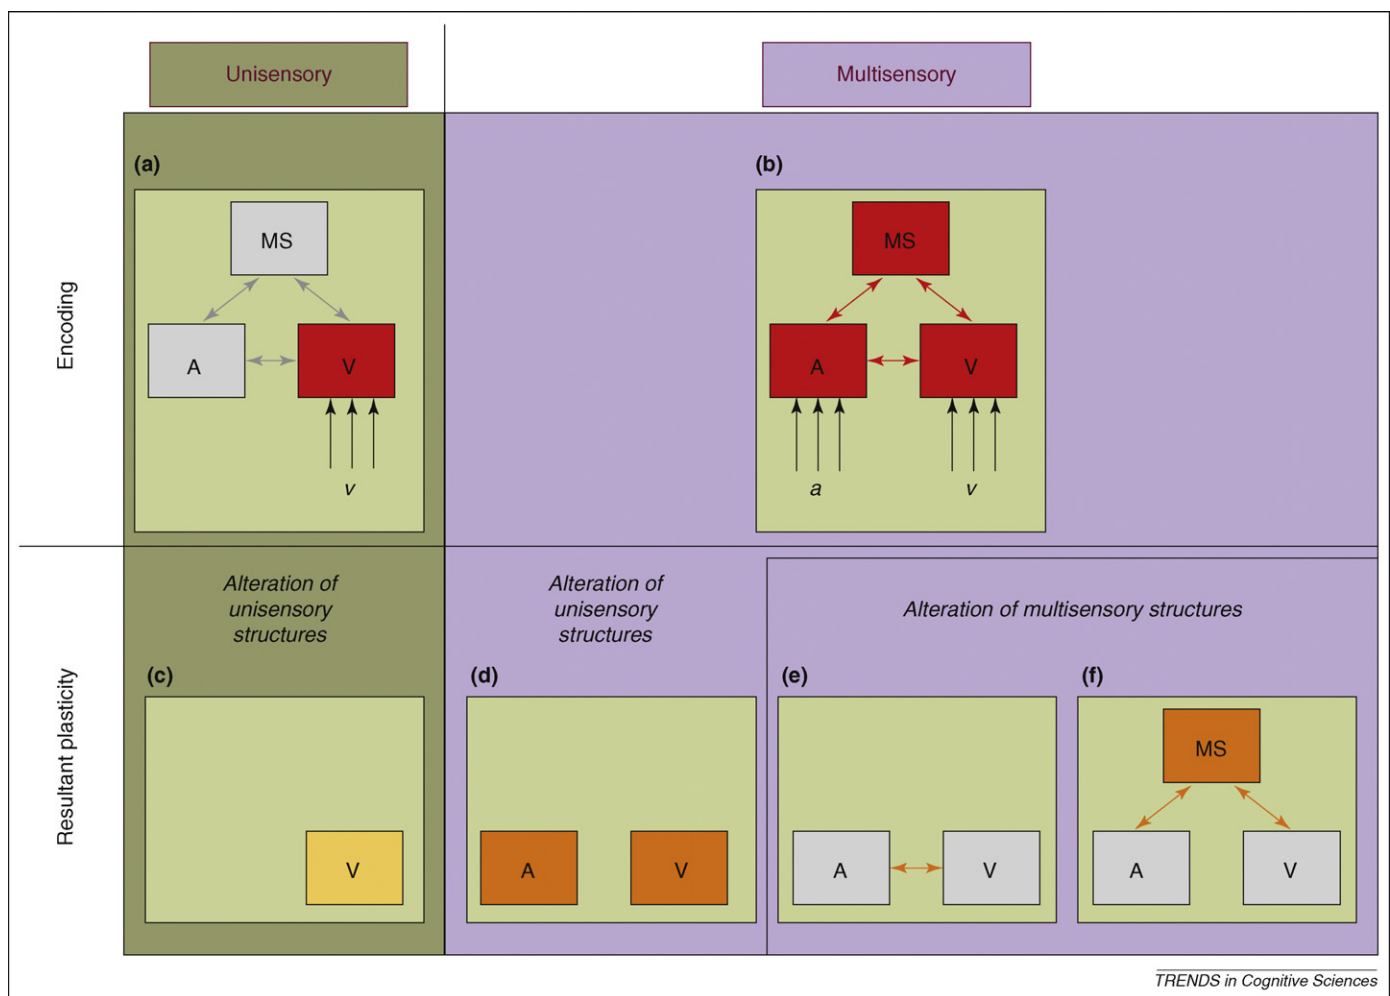 Unisensory
Multisensory
Encoding
(a)
MS
A
V
v
(b)
MS
A
V
a
v
Resultant plasticity
Alteration of
unisensory
structures
Alteration of
unisensory
structures
Alteration of multisensory structures
(c)
V
(d)
A
V
(e)
A
V
(f)
MS
A
V
TRENDS in Cognitive Sciences